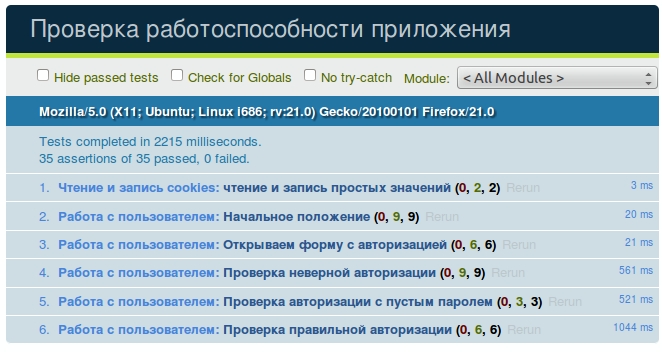 Проверка работоспособности приложения
Hide passed tests Check for Globals No try-catch Module: < All Modules >
Mozilla/5.0 (X11; Ubuntu; Linux i686; rv:21.0) Gecko/20100101 Firefox/21.0
Tests completed in 2215 milliseconds.
35 assertions of 35 passed, 0 failed.
1. Чтение и запись cookies: чтение и запись простых значений (0, 2, 2) Rerun 3 ms
2. Работа с пользователем: Начальное положение (0, 9, 9) Rerun 20 ms
3. Работа с пользователем: Открываем форму с авторизацией (0, 6, 6) Rerun 21 ms
4. Работа с пользователем: Проверка неверной авторизации (0, 9, 9) Rerun 561 ms
5. Работа с пользователем: Проверка авторизации с пустым паролем (0, 3, 3) Rerun 521 ms
6. Работа с пользователем: Проверка правильной авторизации (0, 6, 6) Rerun 1044 ms